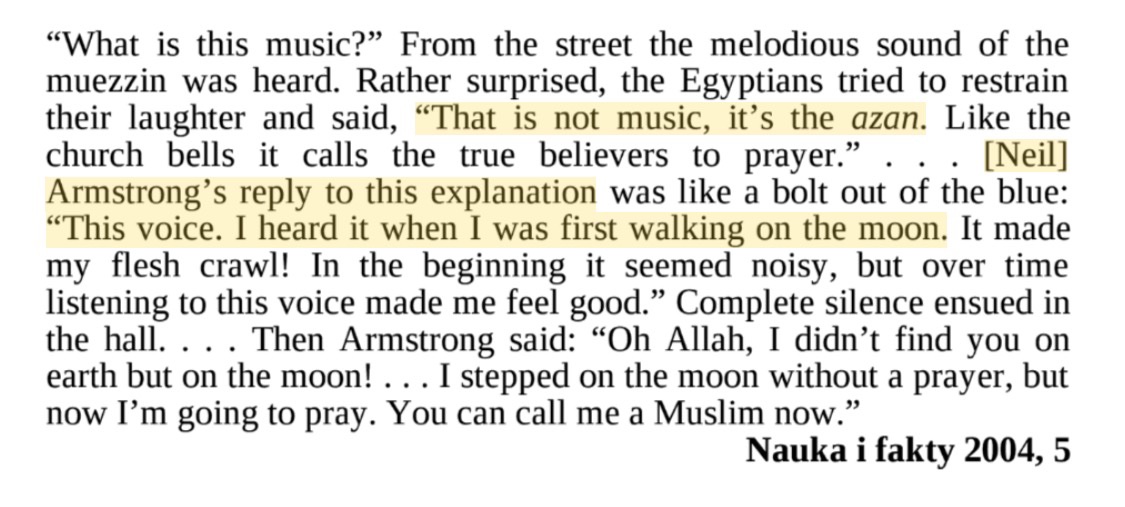 “What is this music?” From the street the melodious sound of the
muezzin was heard. Rather surprised, the Egyptians tried to restrain
their laughter and said, “That is not music, it’s the azan. Like the
church bells it calls the true believers to prayer.” . . . [Neil]
Armstrong’s reply to this explanation was like a bolt out of the blue:
“This voice. I heard it when I was first walking on the moon. It made
my flesh crawl! In the beginning it seemed noisy, but over time
listening to this voice made me feel good.” Complete silence ensued in
the hall. . . . Then Armstrong said: “Oh Allah, I didn’t find you on
earth but on the moon! . . . I stepped on the moon without a prayer, but
now I’m going to pray. You can call me a Muslim now.”
Nauka i fakty 2004, 5